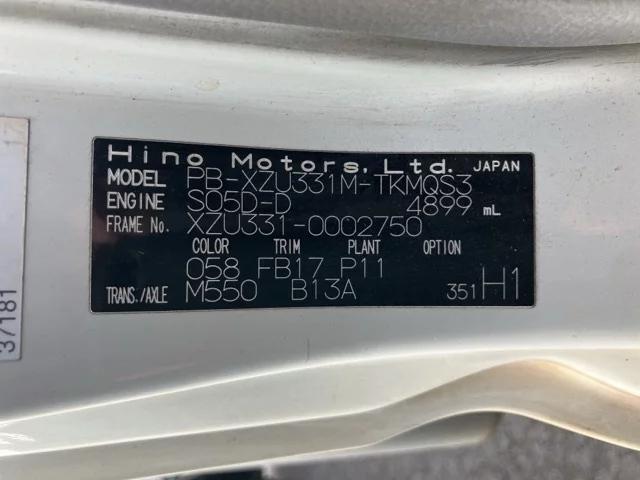 Hino Motors, Ltd. JAPAN
MODEL PB-XZU331M-TKMQS3
ENGINE S05D-D 4899 mL
FRAME No. XZU331-0002750
COLOR TRIM PLANT OPTION
058 FB17 P11
TRANS./AXLE M550 B13A 351 H1
37181